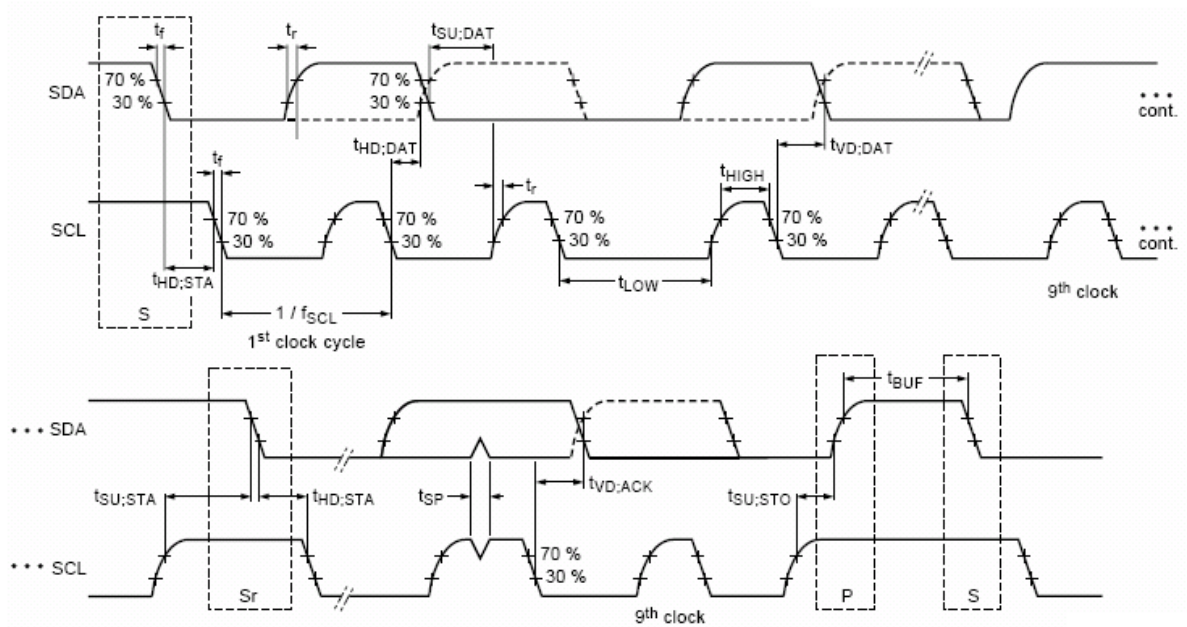 tf
tr
tSU;DAT
SDA
70 %
30 %
70 %
30 %
• • •
cont.
tHD;DAT
tVD;DAT
tf
tr
tHIGH
SCL
70 %
30 %
70 %
30 %
70 %
30 %
70 %
30 %
• • •
cont.
tHD;STA
tLOW
9th clock
S
1 / fSCL
1st clock cycle
tBUF
• • • SDA
tSU;STA
tHD;STA
tSP
tVD;ACK
tSU;STO
• • • SCL
70 %
30 %
Sr
9th clock
P
S